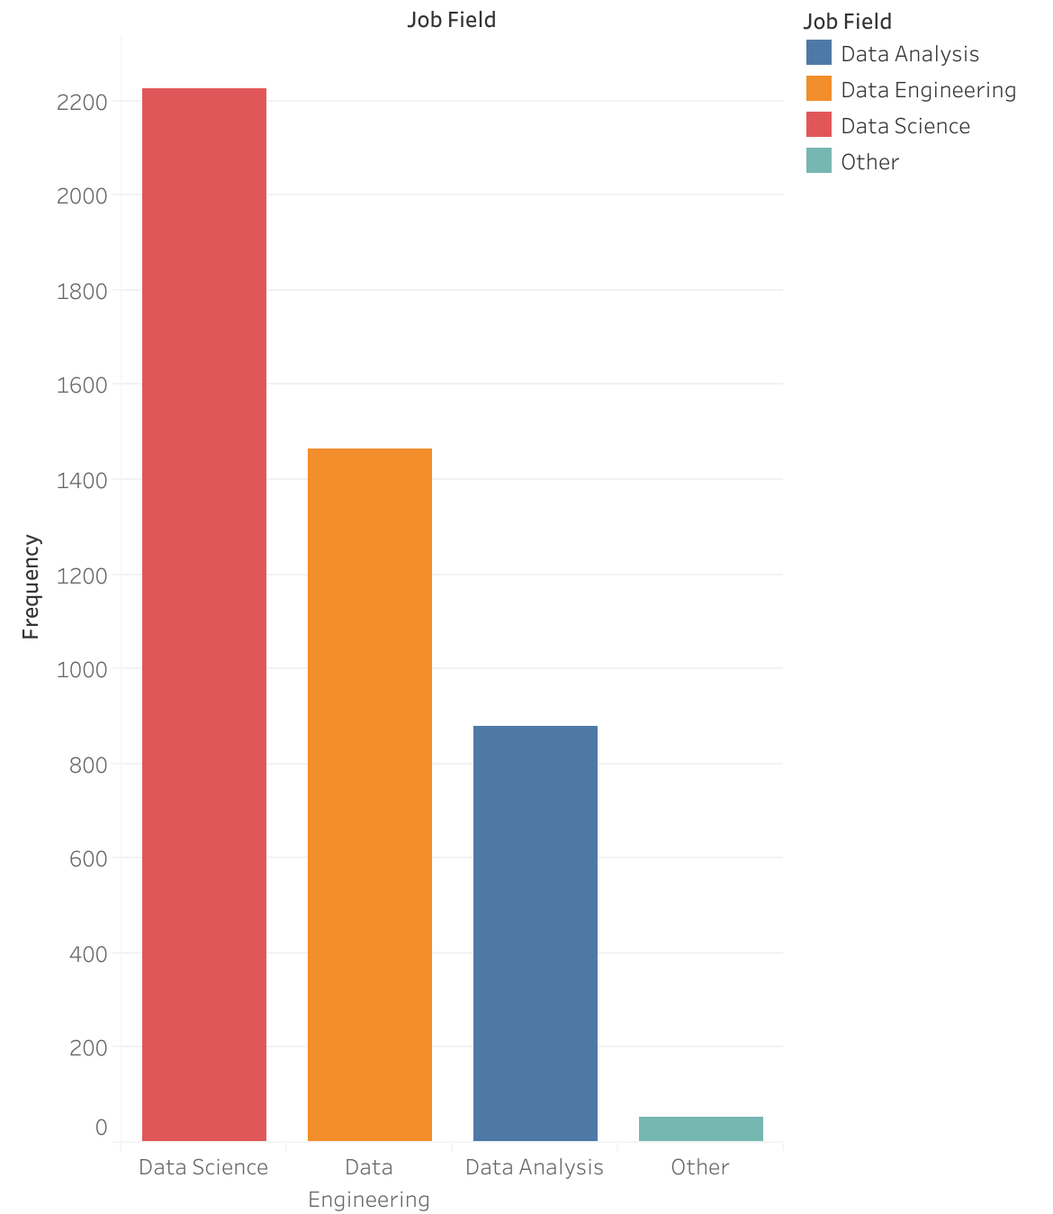 Job Field
Job Field
Data Analysis
Data Engineering
Data Science
Other
Frequency
2200
2000
1800
1600
1400
1200
1000
800
600
400
200
0
Data Science
Data
Engineering
Data Analysis
Other